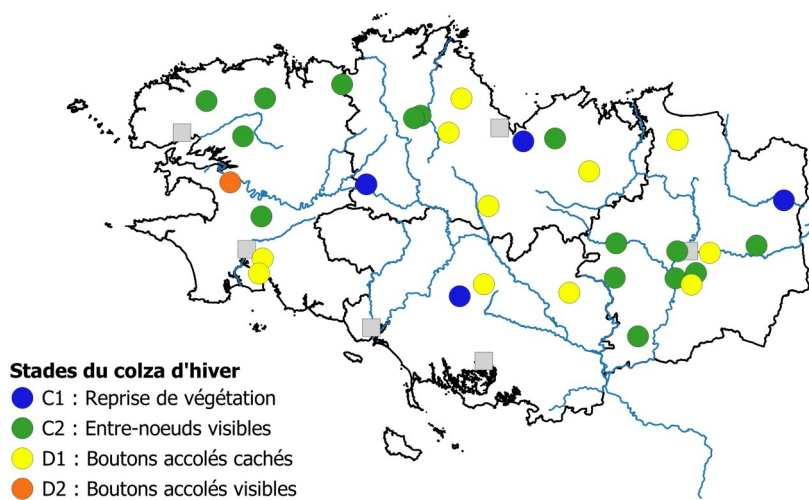 Stades du colza d'hiver
C1 : Reprise de végétation
C2 : Entre-noeuds visibles
D1 : Boutons accolés cachés
D2 : Boutons accolés visibles